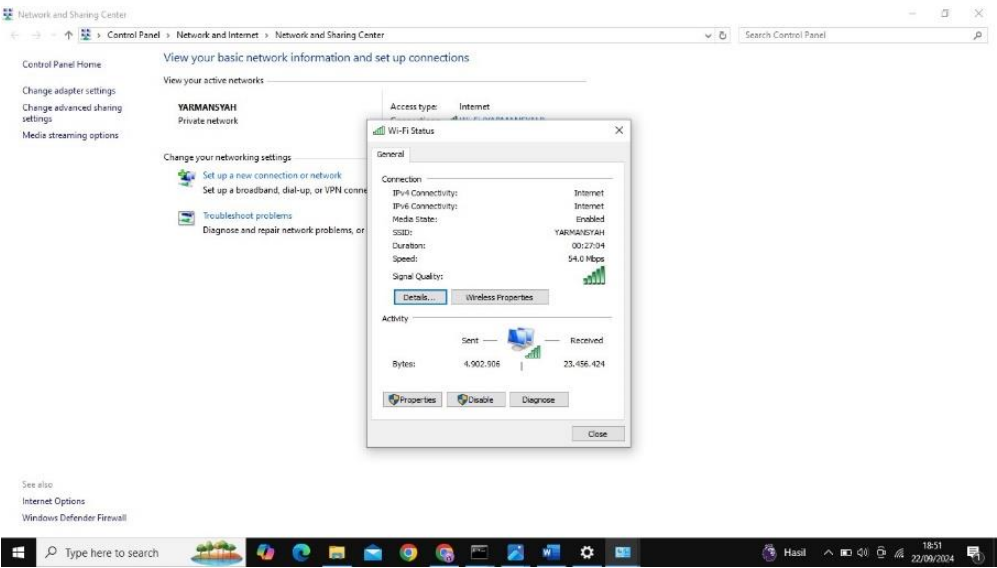 Network and Sharing Center
Control Panel > Network and Internet > Network and Sharing Center
Search Control Panel
Control Panel Home
Change adapter settings
Change advanced sharing
settings
Media streaming options
View your basic network information and set up connections
View your active networks
YARMANSYAH
Private network
Access type: Internet
Change your networking settings
Set up a new connection or network
Set up a broadband, dial-up, or VPN conne
Troubleshoot problems
Diagnose and repair network problems, or
Wi-Fi Status
General
Connection
IPv4 Connectivity: Internet
IPv6 Connectivity: Internet
Media State: Enabled
SSID: YARMANSYAH
Duration: 00:27:04
Speed: 54.0 Mbps
Signal Quality:
Details... Wireless Properties
Activity
Sent Received
Bytes: 4.902.906 23.456.424
Properties Disable Diagnose
Close
See also
Internet Options
Windows Defender Firewall
Type here to search
Hasil
18:51
22/09/2024